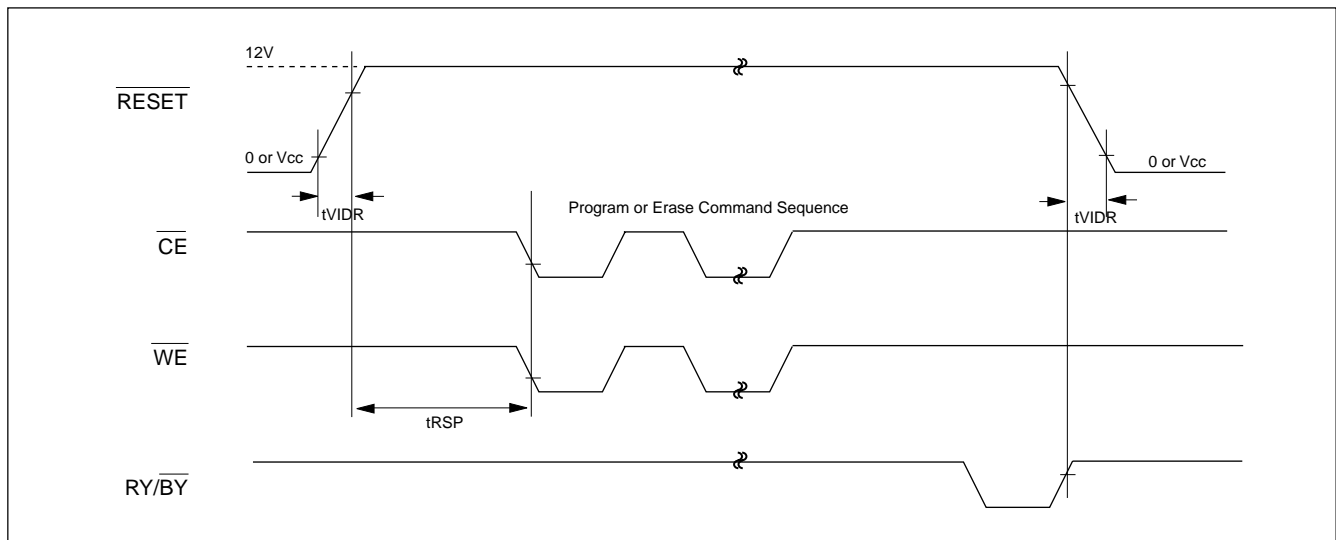 12V
RESET
0 or Vcc
0 or Vcc
tVIDR
Program or Erase Command Sequence
tVIDR
CE
WE
tRSP
RY/BY